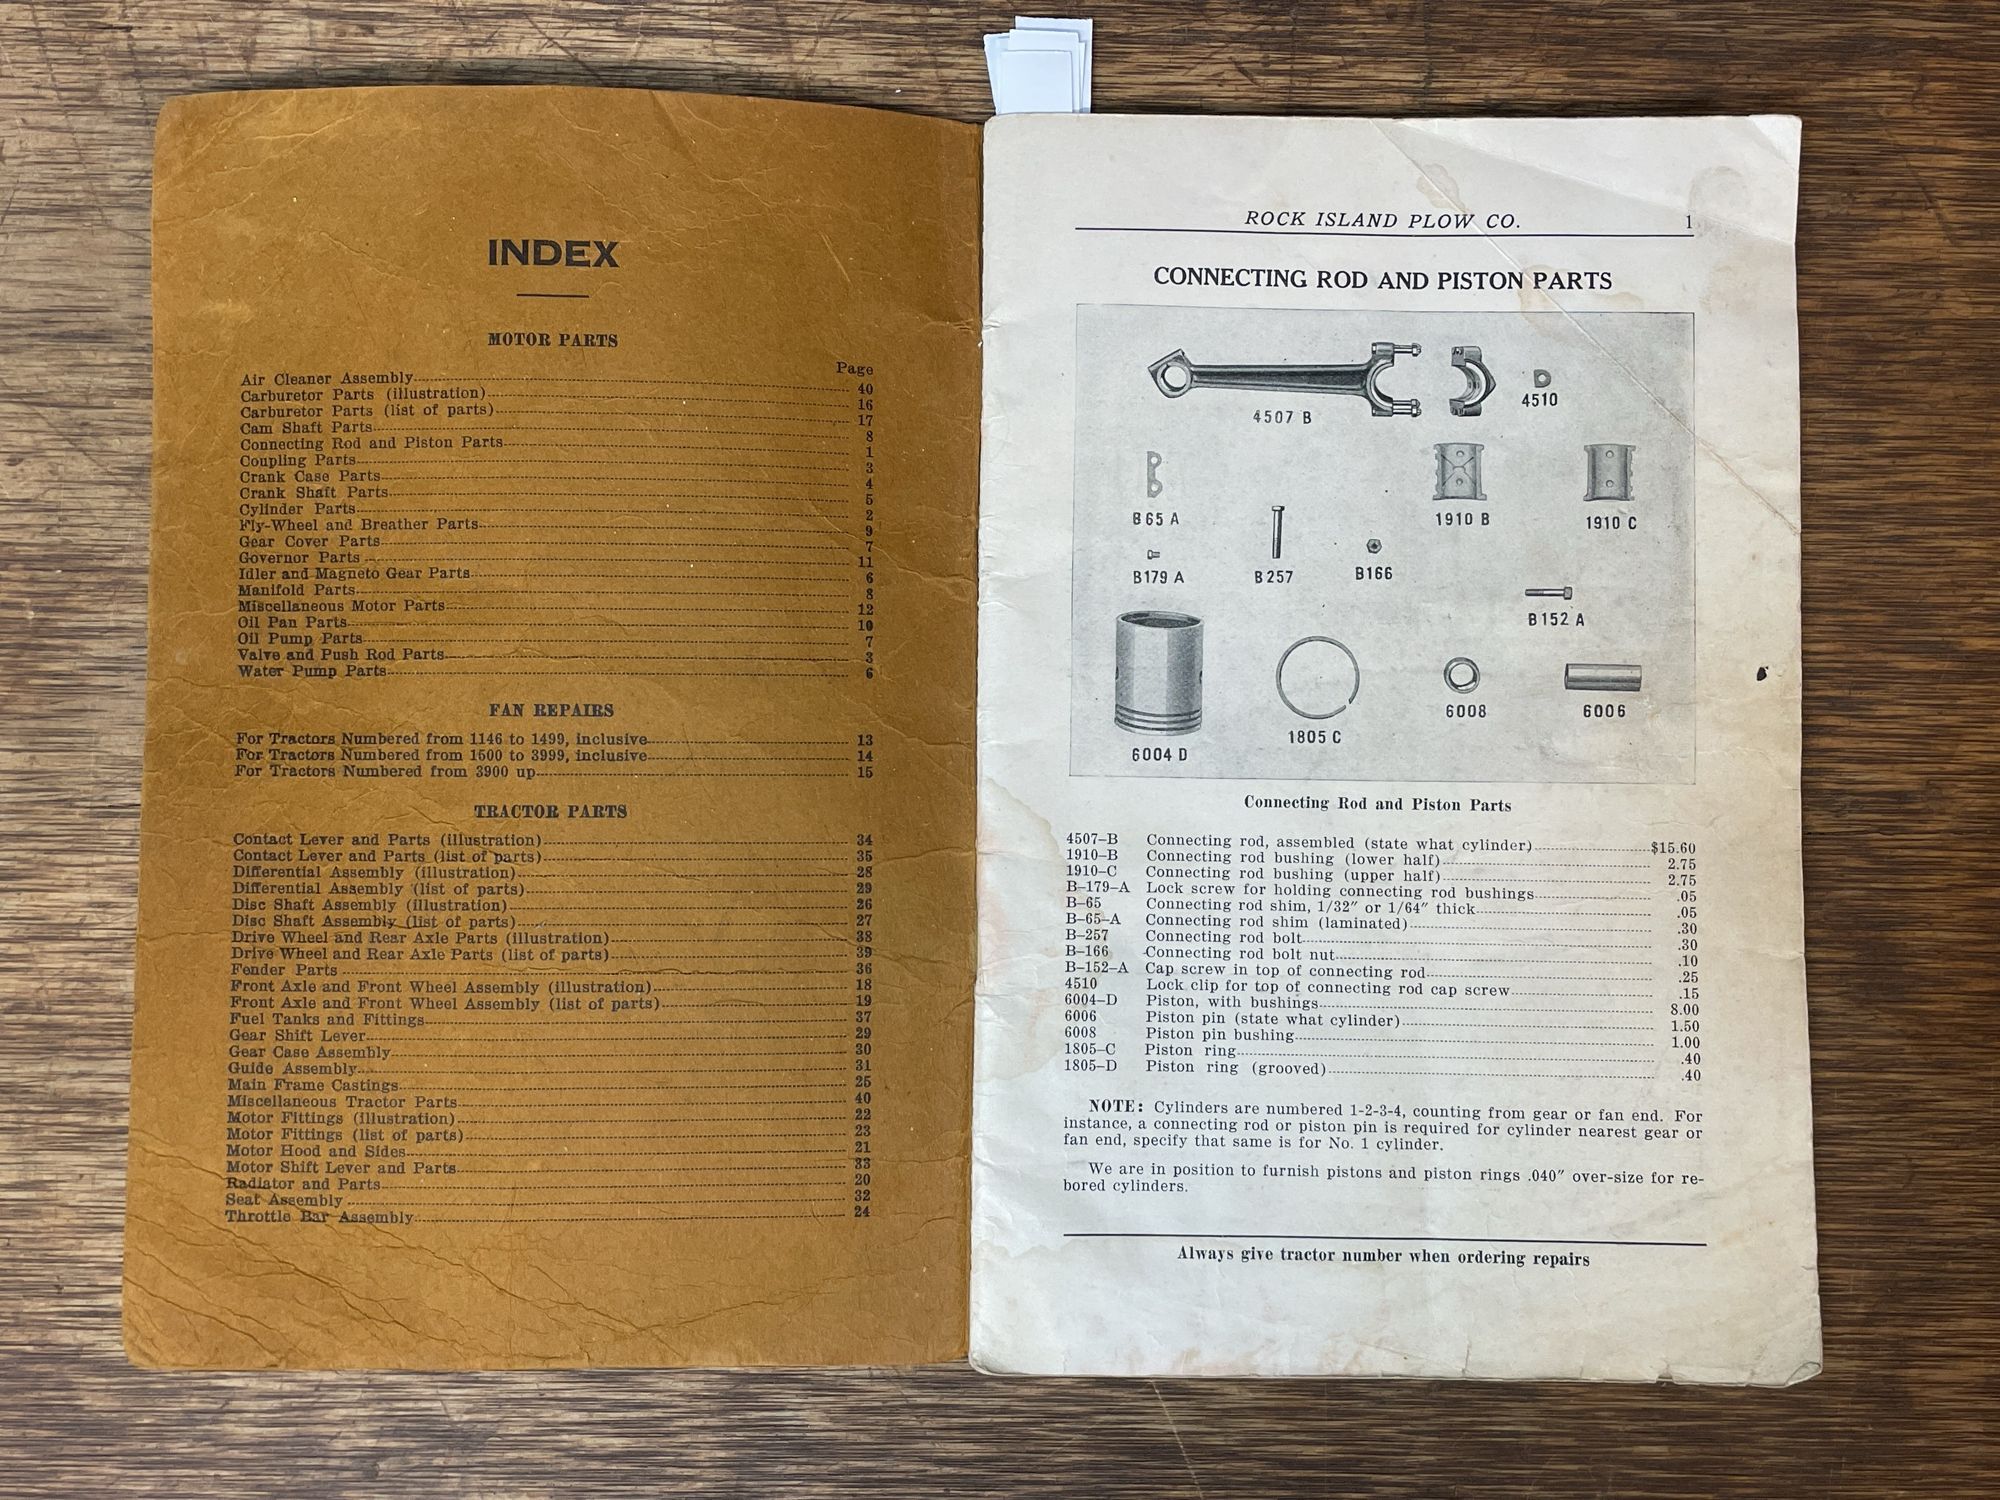 INDEX
MOTOR PARTS
Page
Air Cleaner Assembly 40
Carburetor Parts (illustration) 16
Carburetor Parts (list of parts) 17
Cam Shaft Parts 8
Connecting Rod and Piston Parts 1
Coupling Parts 3
Crank Case Parts 4
Crank Shaft Parts 5
Cylinder Parts 2
Fly-Wheel and Breather Parts 9
Gear Cover Parts 7
Governor Parts 11
Idler and Magneto Gear Parts 6
Manifold Parts 8
Miscellaneous Motor Parts 12
Oil Pan Parts 10
Oil Pump Parts 7
Valve and Push Rod Parts 3
Water Pump Parts 6
FAN REPAIRS
For Tractors Numbered from 1146 to 1499, inclusive 13
For Tractors Numbered from 1500 to 3999, inclusive 14
For Tractors Numbered from 3900 up 15
TRACTOR PARTS
Contact Lever and Parts (illustration) 34
Contact Lever and Parts (list of parts) 35
Differential Assembly (illustration) 28
Differential Assembly (list of parts) 29
Disc Shaft Assembly (illustration) 26
Disc Shaft Assembly (list of parts) 27
Drive Wheel and Rear Axle Parts (illustration) 38
Drive Wheel and Rear Axle Parts (list of parts) 39
Fender Parts 36
Front Axle and Front Wheel Assembly (illustration) 18
Front Axle and Front Wheel Assembly (list of parts) 19
Fuel Tanks and Fittings 37
Gear Shift Lever 29
Gear Case Assembly 30
Guide Assembly 31
Main Frame Castings 25
Miscellaneous Tractor Parts 40
Motor Fittings (illustration) 22
Motor Fittings (list of parts) 23
Motor Hood and Sides 21
Motor Shift Lever and Parts 33
Radiator and Parts 20
Seat Assembly 32
Throttle Bar Assembly 24
ROCK ISLAND PLOW CO. 1
CONNECTING ROD AND PISTON PARTS
4507 B
4510
B65 A
1910 B
1910 C
B179 A
B257
B166
B152 A
6004 D
1805 C
6008
6006
Connecting Rod and Piston Parts
4507–B Connecting rod, assembled (state what cylinder) $15.60
1910–B Connecting rod bushing (lower half) 2.75
1910–C Connecting rod bushing (upper half) 2.75
B–179–A Lock screw for holding connecting rod bushings .05
B–65 Connecting rod shim, 1/32″ or 1/64″ thick .05
B–65–A Connecting rod shim (laminated) .30
B–257 Connecting rod bolt .30
B–166 Connecting rod bolt nut .10
B–152–A Cap screw in top of connecting rod .25
4510 Lock clip for top of connecting rod cap screw .15
6004–D Piston, with bushings 8.00
6006 Piston pin (state what cylinder) 1.50
6008 Piston pin bushing 1.00
1805–C Piston ring .40
1805–D Piston ring (grooved) .40
NOTE: Cylinders are numbered 1-2-3-4, counting from gear or fan end. For
instance, a connecting rod or piston pin is required for cylinder nearest gear or
fan end, specify that same is for No. 1 cylinder.
We are in position to furnish pistons and piston rings .040″ over-size for re-
bored cylinders.
Always give tractor number when ordering repairs